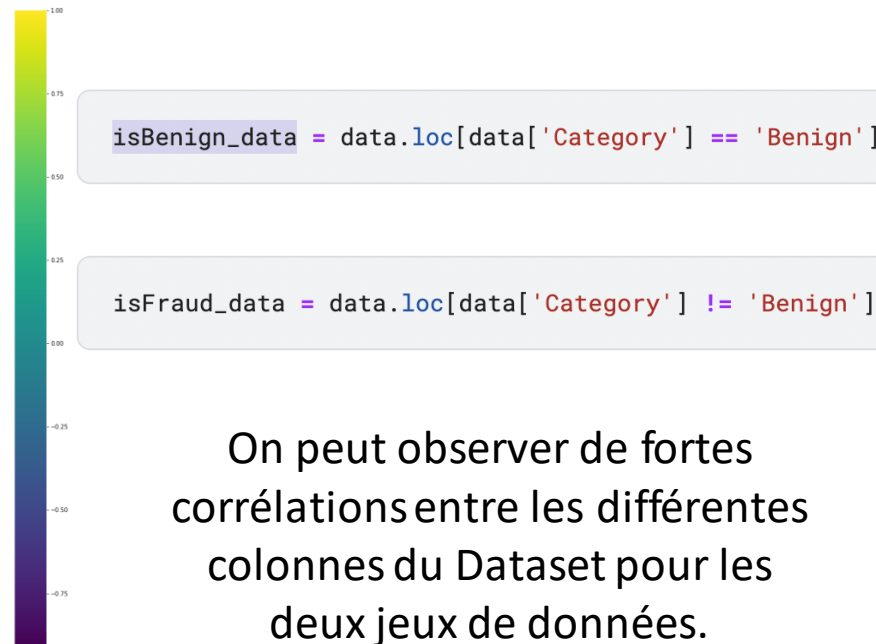 1.00
0.75
isBenign_data = data.loc[data['Category'] == 'Benign']
0.50
0.25
isFraud_data = data.loc[data['Category'] != 'Benign']
0.00
−0.25
On peut observer de fortes
corrélations entre les différentes
−0.50
colonnes du Dataset pour les
−0.75
deux jeux de données.